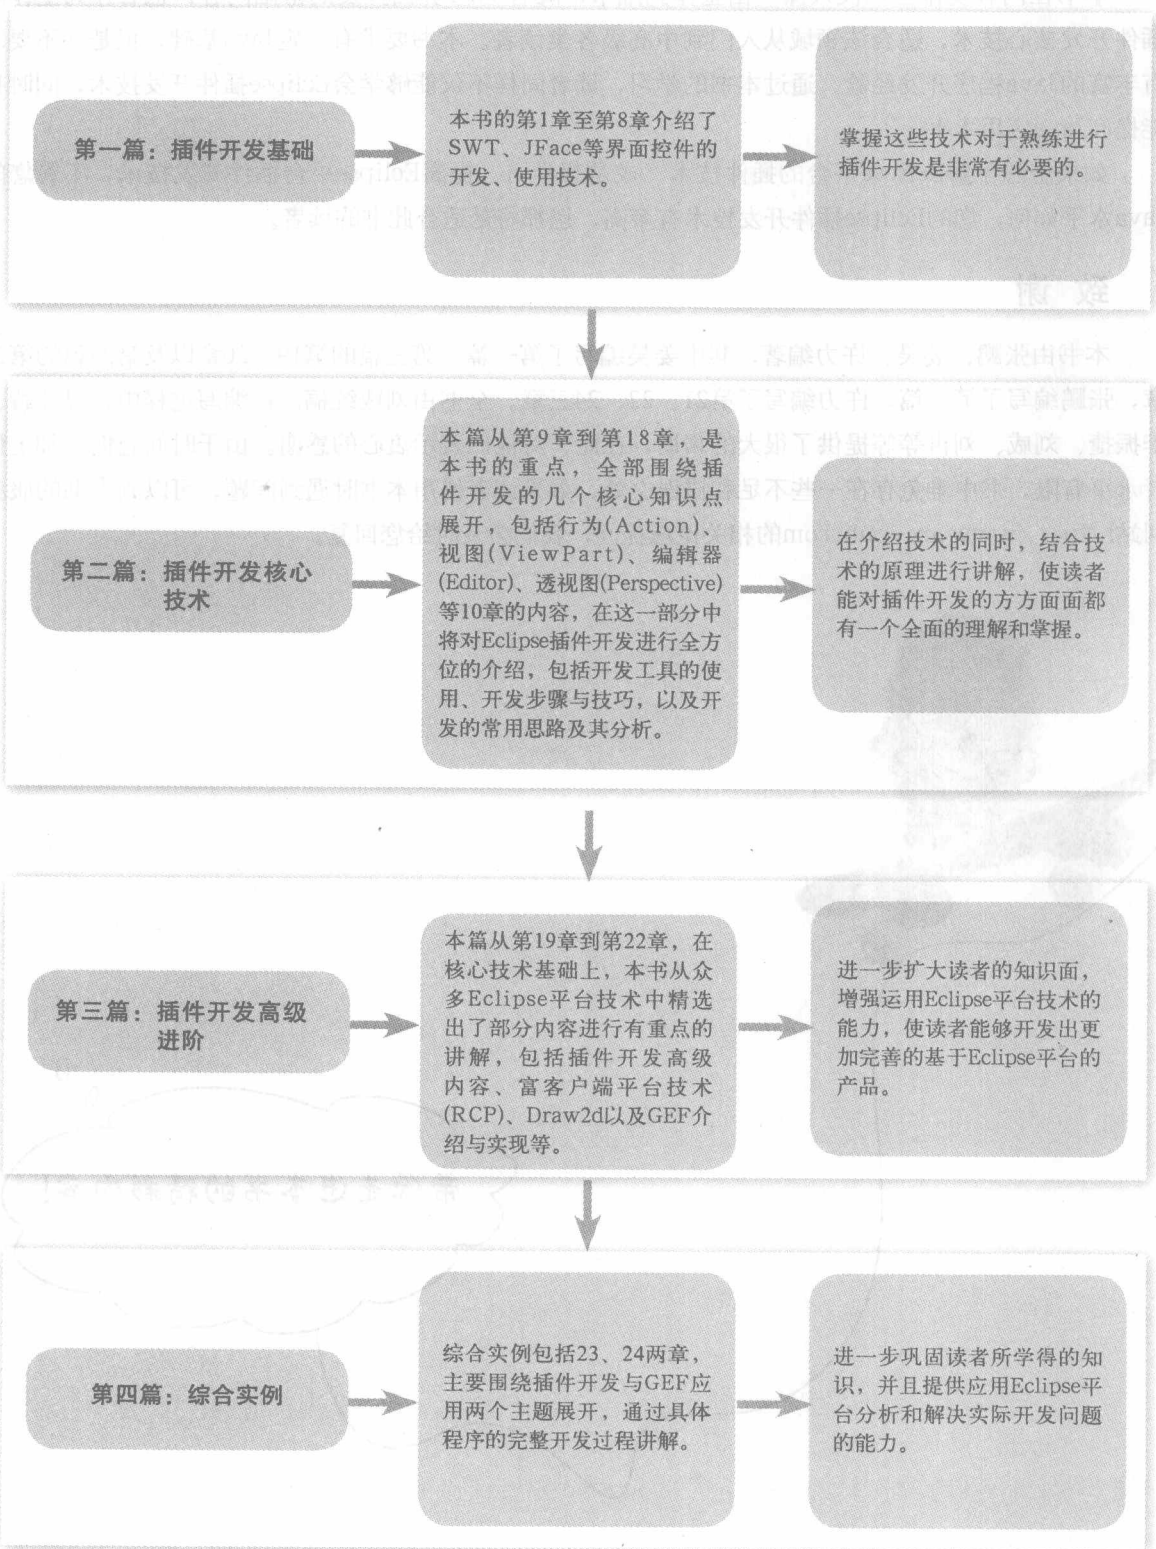 第一篇：插件开发基础
本书的第1章至第8章介绍了
SWT、JFace等界面控件的
开发、使用技术。
掌握这些技术对于熟练进行
插件开发是非常有必要的。
第二篇：插件开发核心
技术
本篇从第9章到第18章，是
本书的重点，全部围绕插
件开发的几个核心知识点
展开，包括行为(Action)、
视图(ViewPart)、编辑器
(Editor)、透视图(Perspective)
等10章的内容，在这一部分中
将对Eclipse插件开发进行全方
位的介绍，包括开发工具的使
用、开发步骤与技巧，以及开
发的常用思路及其分析。
在介绍技术的同时，结合技
术的原理进行讲解，使读者
能对插件开发的方方面面都
有一个全面的理解和掌握。
第三篇：插件开发高级
进阶
本篇从第19章到第22章，在
核心技术基础上，本书从众
多Eclipse平台技术中精选
出了部分内容进行有重点的
讲解，包括插件开发高级
内容、富客户端平台技术
(RCP)、Draw2d以及GEF介
绍与实现等。
进一步扩大读者的知识面，
增强运用Eclipse平台技术的
能力，使读者能够开发出更
加完善的基于Eclipse平台的
产品。
第四篇：综合实例
综合实例包括23、24两章，
主要围绕插件开发与GEF应
用两个主题展开，通过具体
程序的完整开发过程讲解。
进一步巩固读者所学得的知
识，并且提供应用Eclipse平
台分析和解决实际开发问题
的能力。